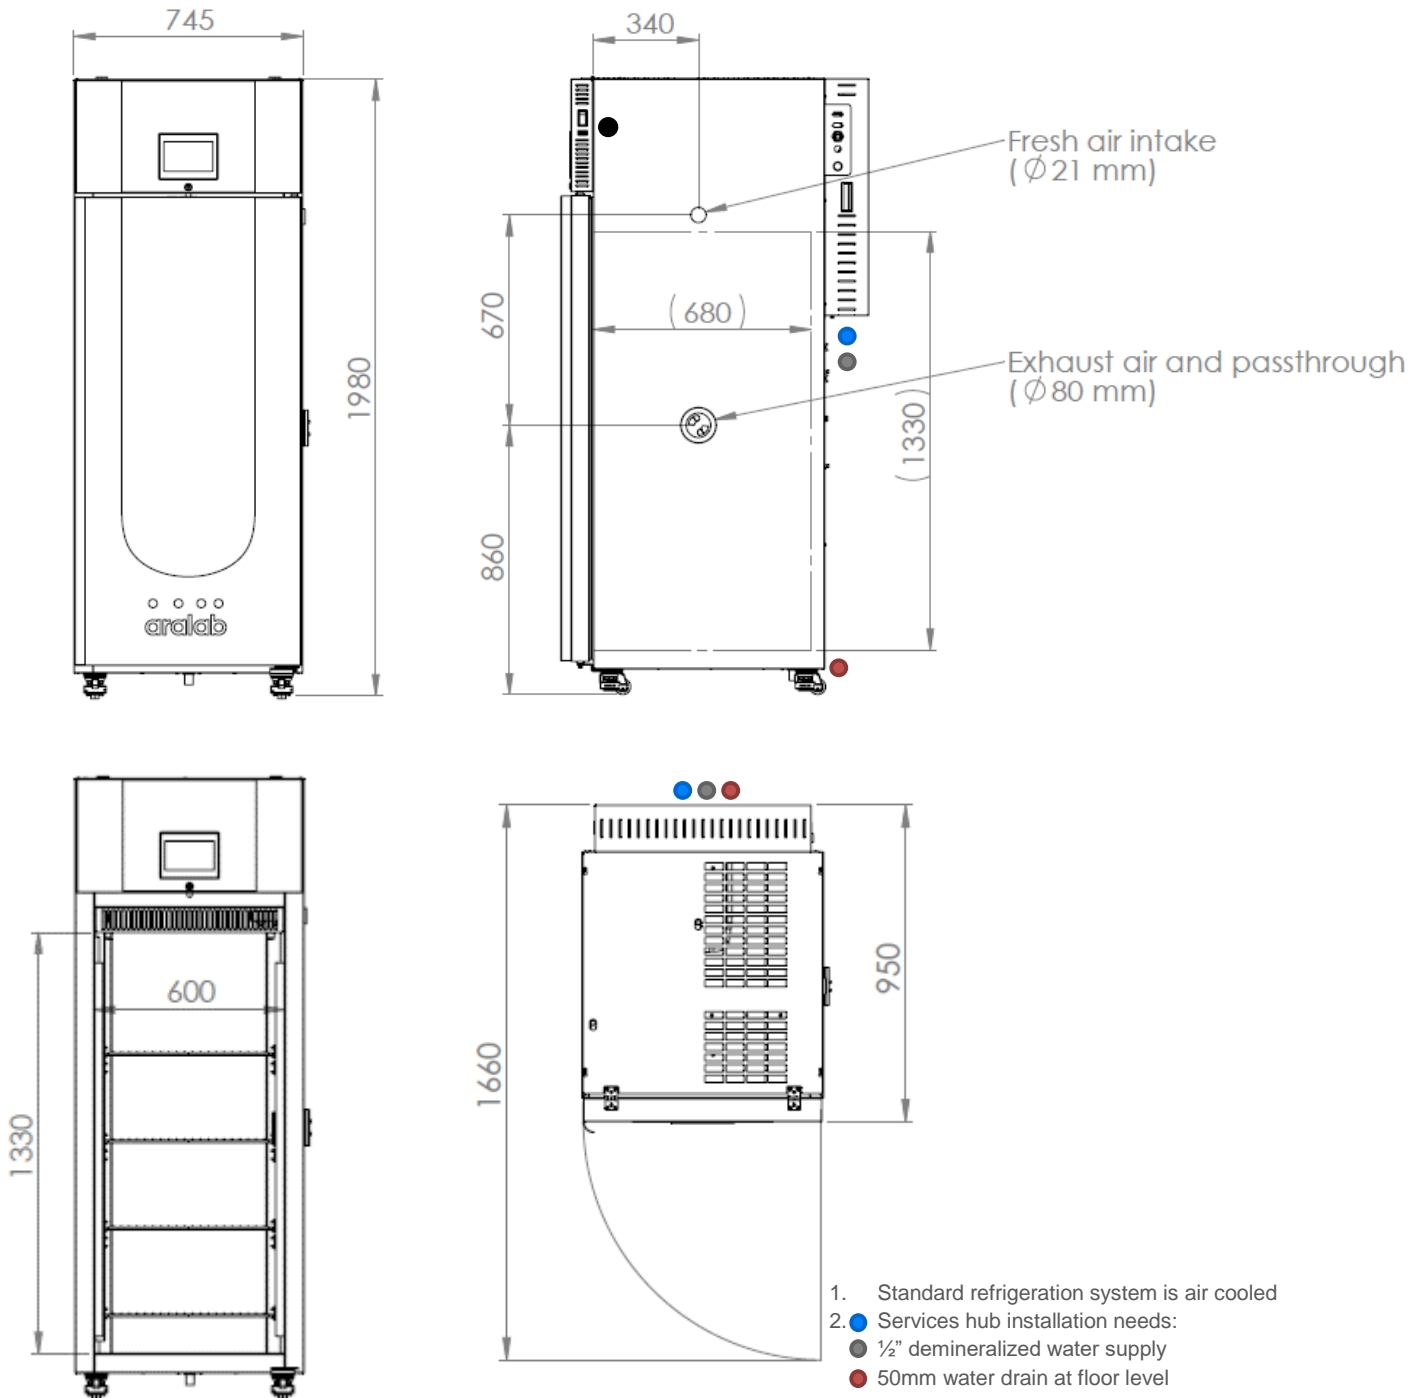 745
340
Fresh air intake
(∅21 mm)
670
(680)
1980
Exhaust air and passthrough
(∅80 mm)
(1330)
860
aralab
600
950
1660
1330
1. Standard refrigeration system is air cooled
2. Services hub installation needs:
½” demineralized water supply
50mm water drain at floor level